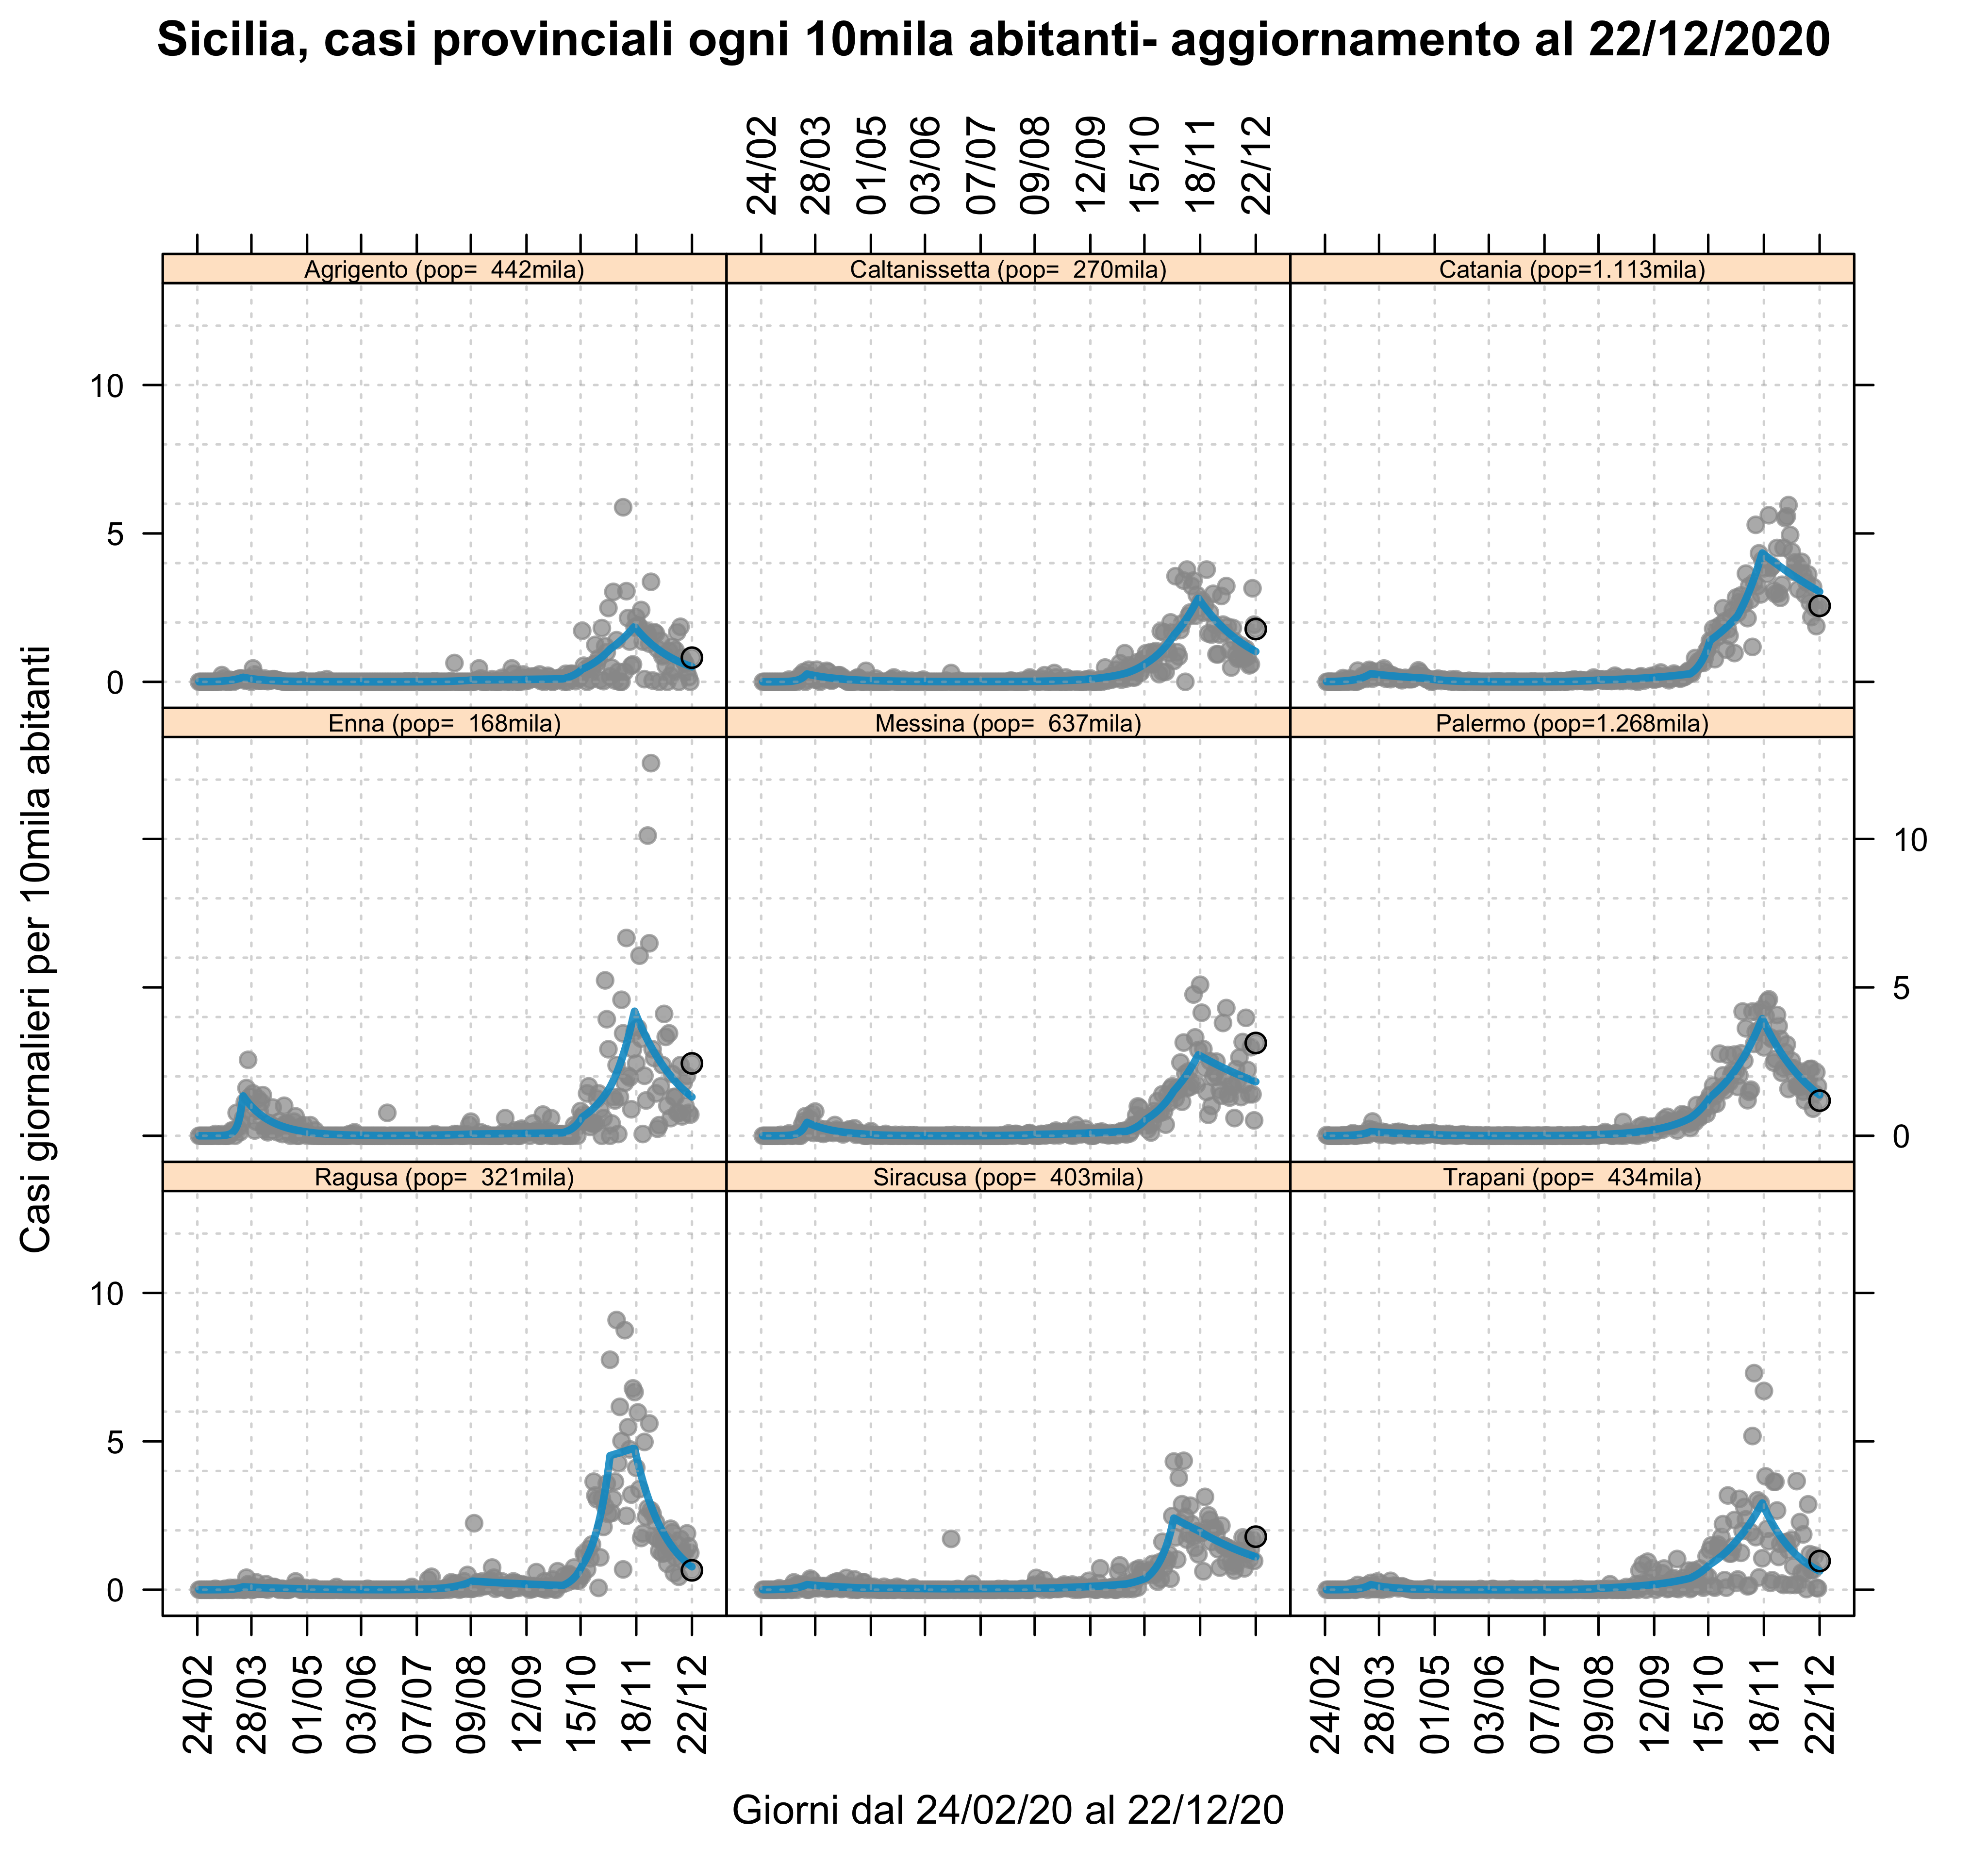 Sicilia, casi provinciali ogni 10mila abitanti- aggiornamento al 22/12/2020
24/02 28/03 01/05 03/06 07/07 09/08 12/09 15/10 18/11 22/12
Agrigento (pop=  442mila) Caltanissetta (pop=  270mila) Catania (pop=1.113mila)
10
5
0
Enna (pop=  168mila) Messina (pop=  637mila) Palermo (pop=1.268mila)
10
5
0
Ragusa (pop=  321mila) Siracusa (pop=  403mila) Trapani (pop=  434mila)
10
5
0
Casi giornalieri per 10mila abitanti
24/02 28/03 01/05 03/06 07/07 09/08 12/09 15/10 18/11 22/12 24/02 28/03 01/05 03/06 07/07 09/08 12/09 15/10 18/11 22/12
Giorni dal 24/02/20 al 22/12/20